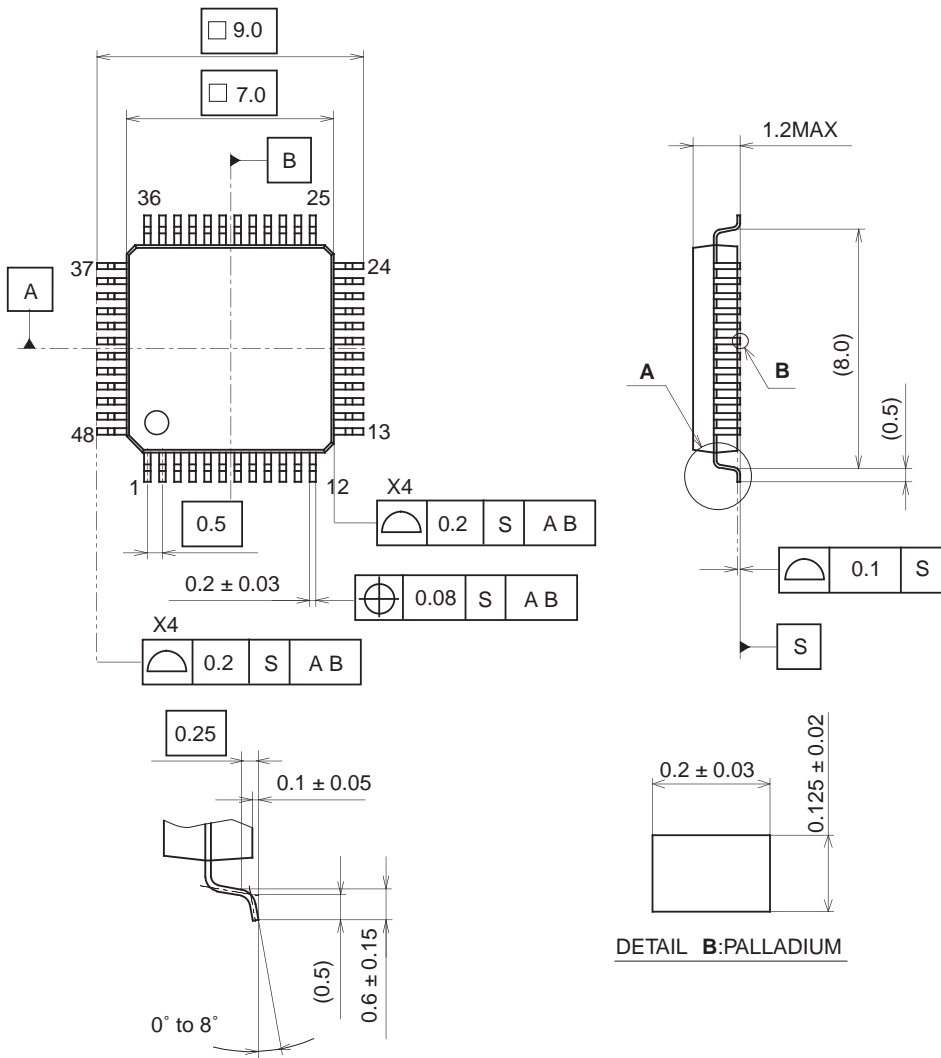 9.0
7.0
1.2MAX
B
36
25
37
24
A
(8.0)
A
B
(0.5)
48
13
1
12
X4
0.5
0.2 S A B
0.2 ± 0.03
0.08 S A B
0.1 S
X4
0.2 S A B
S
0.25
0.1 ± 0.05
0.2 ± 0.03
0.125 ± 0.02
(0.5)
0.6 ± 0.15
DETAIL B:PALLADIUM
0° to 8°